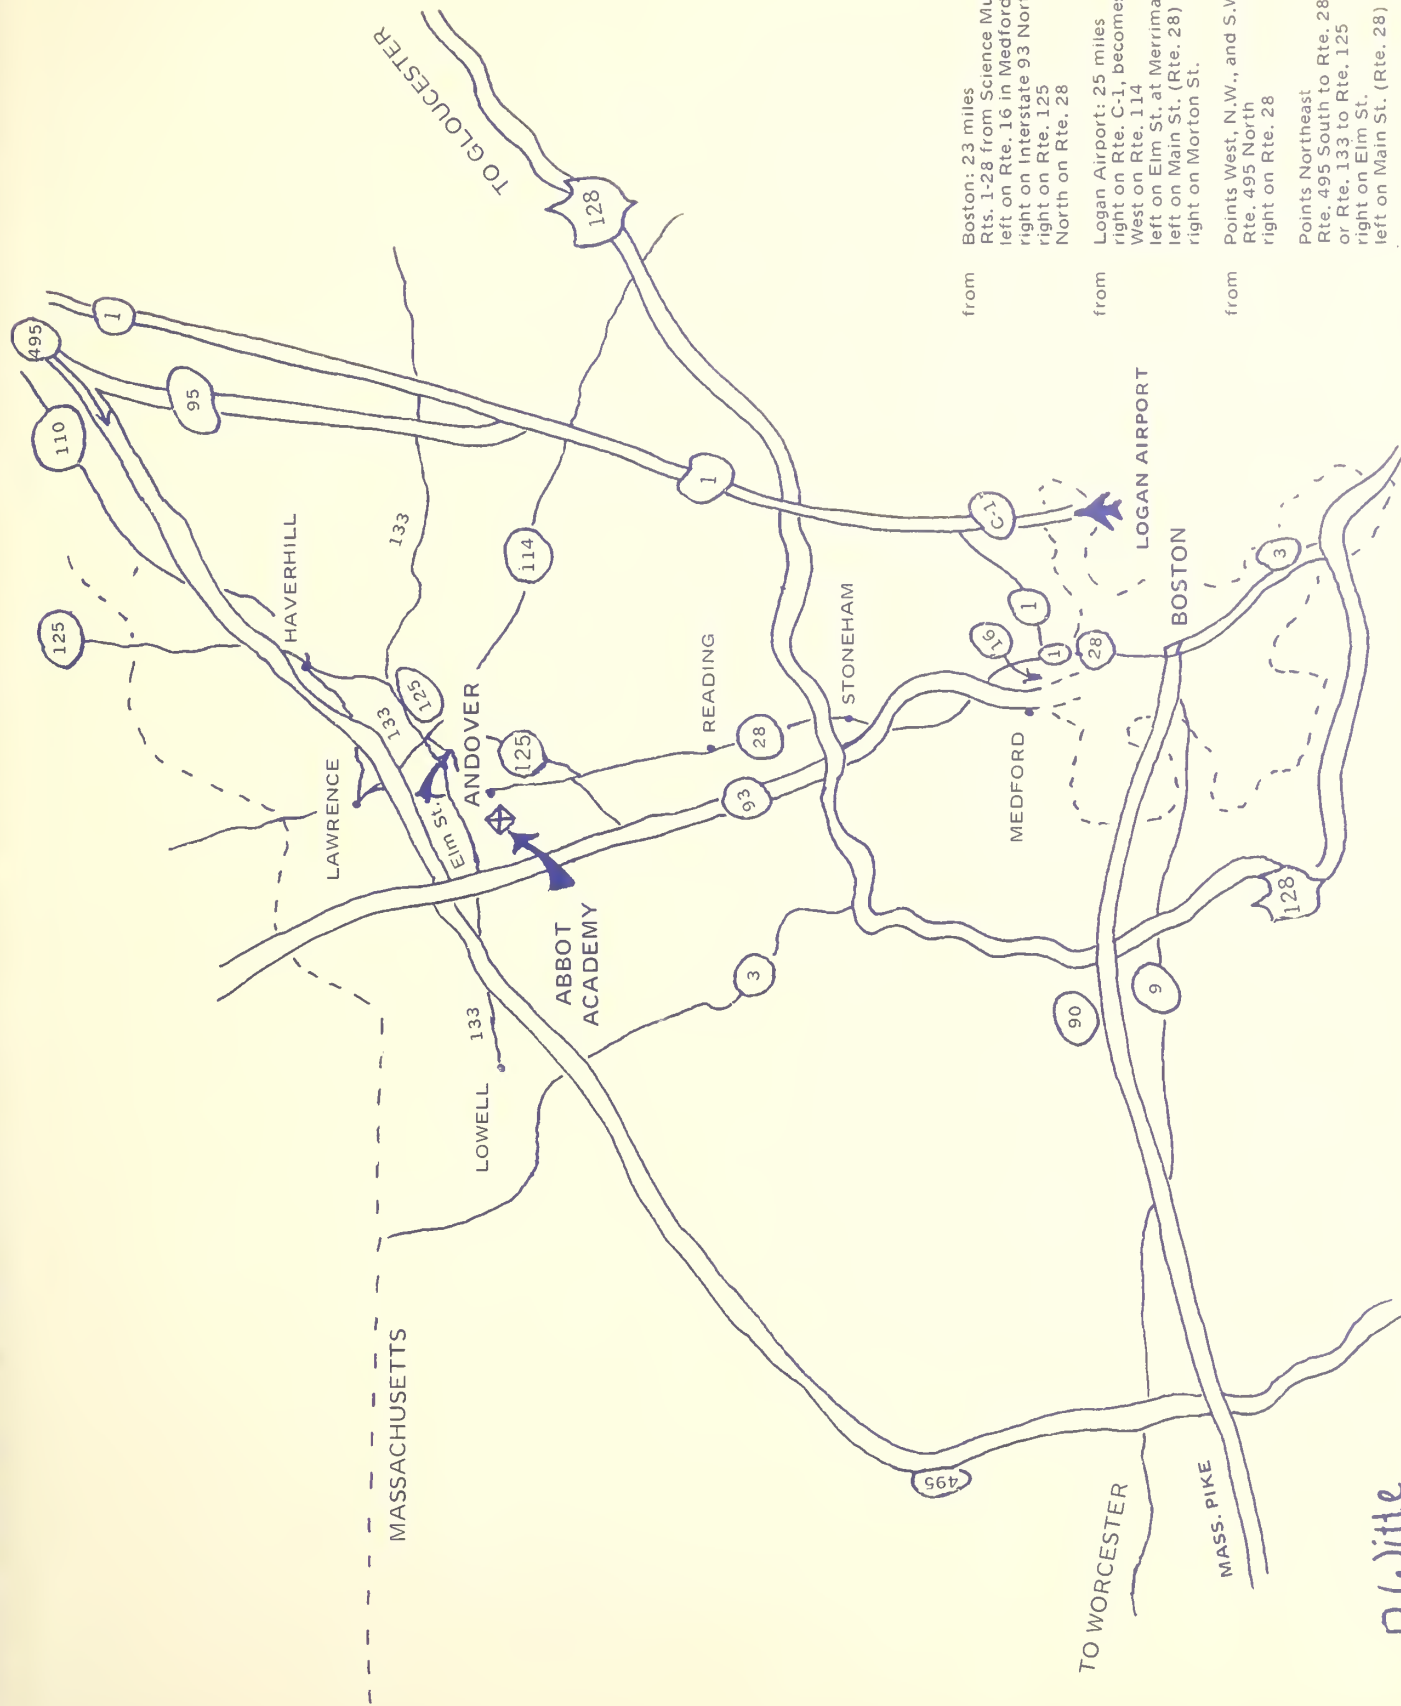 TO GLOUCESTER
495
1
110
95
128
125
HAVERHILL
133
114
1
125
133
ANDOVER
LAWRENCE
Elm St.
125
READING
28
STONEHAM
93
ABBOT
ACADEMY
133
LOWELL
3
MEDFORD
16
1
1
28
C-1
LOGAN AIRPORT
BOSTON
3
128
90
9
MASSACHUSETTS
495
TO WORCESTER
MASS. PIKE
from Boston: 23 miles
Rts. 1-28 from Science
left on Rte. 16 in Medford
right on Interstate 93
right on Rte. 125
North on Rte. 28
from Logan Airport: 25 miles
right on Rte. C-1, becomes
West on Rte. 114
left on Elm St. at
left on Main St. (Rte. 28)
right on Morton St.
from Points West, N.W., and
Rte. 495 North
right on Rte. 28
Points Northeast
Rte. 495 South to Rte. 28
or Rte. 133 to Rte. 125
right on Elm St.
left on Main St. (Rte. 28)